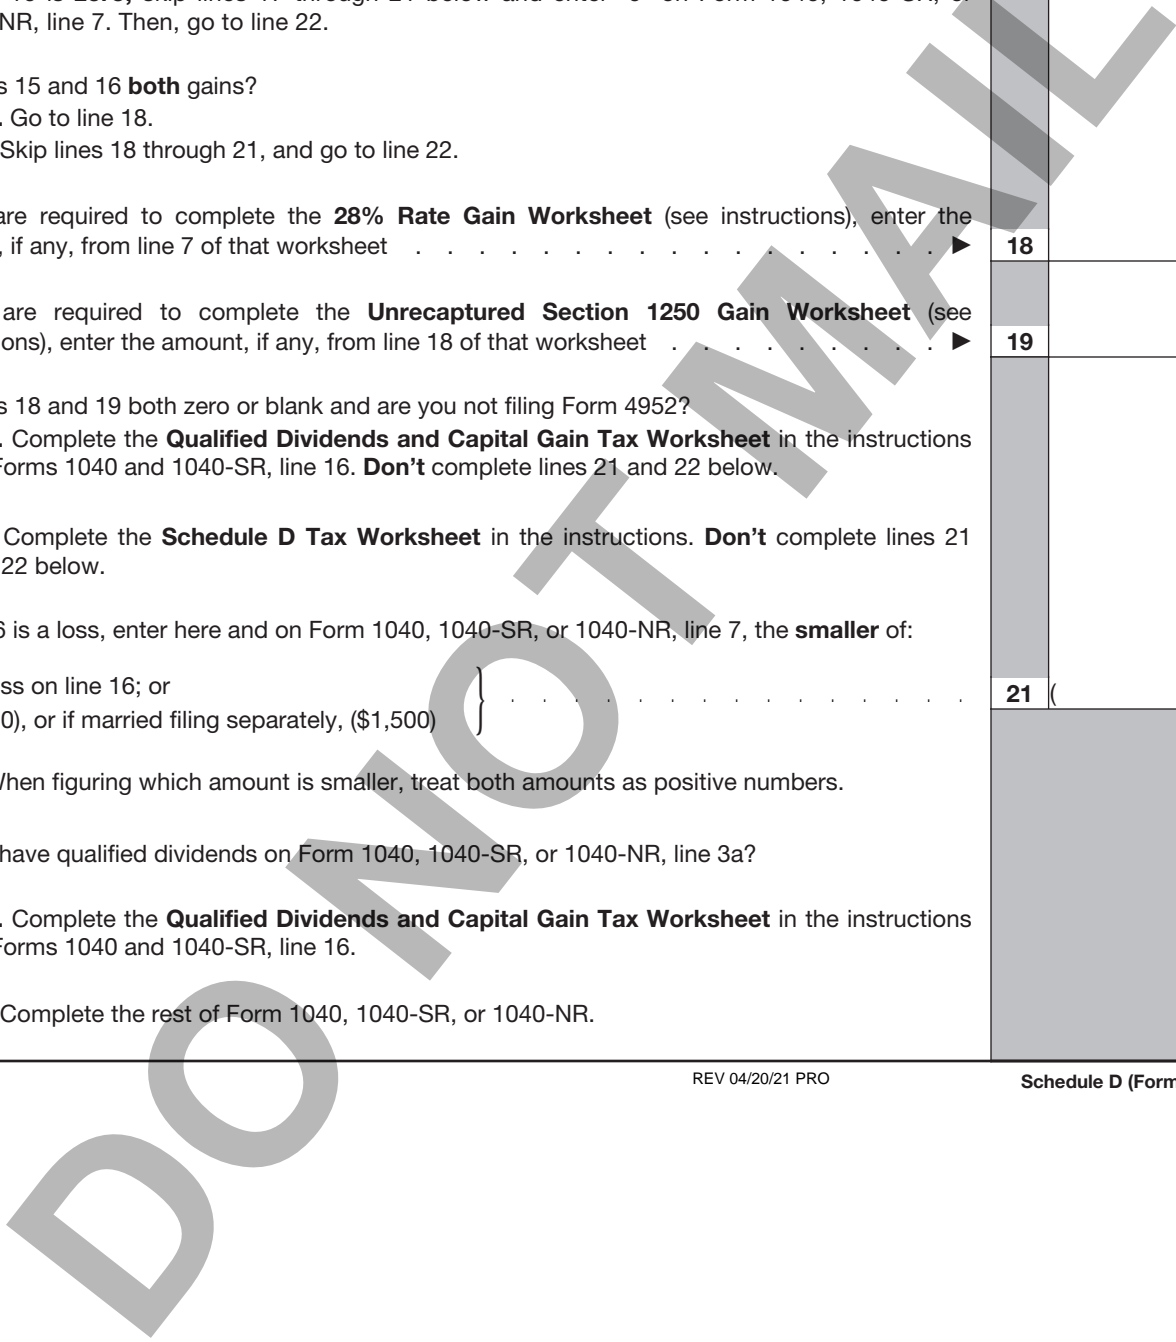 NR, line 7. Then, go to line 22.
s 15 and 16 both gains?
. Go to line 18.
Skip lines 18 through 21, and go to line 22.
are required to complete the 28% Rate Gain Worksheet (see instructions), enter the
, if any, from line 7 of that worksheet . . . . . . . . . . . . . . . . . ▶ 18
are required to complete the Unrecaptured Section 1250 Gain Worksheet (see
ons), enter the amount, if any, from line 18 of that worksheet . . . . . . . . . ▶ 19
s 18 and 19 both zero or blank and are you not filing Form 4952?
. Complete the Qualified Dividends and Capital Gain Tax Worksheet in the instructions
Forms 1040 and 1040-SR, line 16. Don't complete lines 21 and 22 below.
Complete the Schedule D Tax Worksheet in the instructions. Don't complete lines 21
22 below.
6 is a loss, enter here and on Form 1040, 1040-SR, or 1040-NR, line 7, the smaller of:
ss on line 16; or
0), or if married filing separately, ($1,500) } . . . . . . . . . . . . . . . 21 (
When figuring which amount is smaller, treat both amounts as positive numbers.
have qualified dividends on Form 1040, 1040-SR, or 1040-NR, line 3a?
. Complete the Qualified Dividends and Capital Gain Tax Worksheet in the instructions
Forms 1040 and 1040-SR, line 16.
Complete the rest of Form 1040, 1040-SR, or 1040-NR.
REV 04/20/21 PRO
Schedule D (Form
DO NOT MAIL